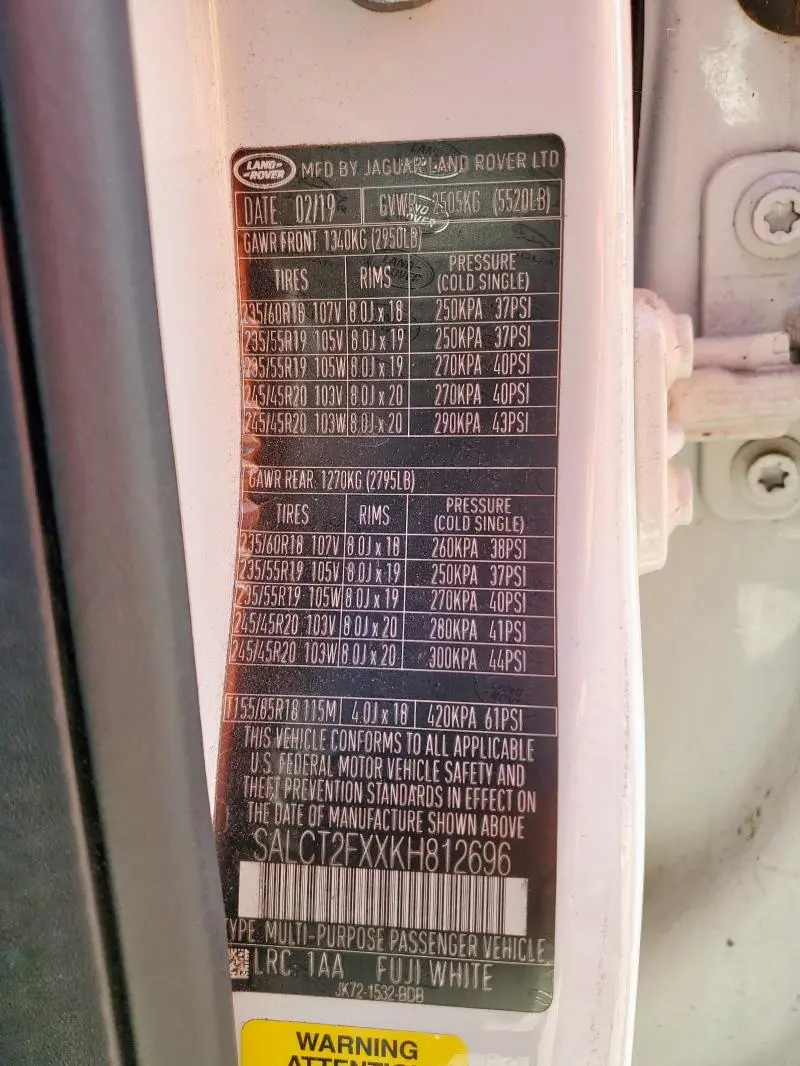 LAND-ROVER MFD BY JAGUAR LAND ROVER LTD
DATE: 02/19 GVWR 2505KG (5520LB)
GAWR FRONT 1340KG (2950LB)
TIRES RIMS PRESSURE (COLD SINGLE)
235/60R18 107V 8.0J x 18 250KPA 37PSI
235/55R19 105V 8.0J x 19 250KPA 37PSI
235/55R19 105W 8.0J x 19 270KPA 40PSI
245/45R20 103V 8.0J x 20 270KPA 40PSI
245/45R20 103W 8.0J x 20 290KPA 43PSI
GAWR REAR 1270KG (2795LB)
TIRES RIMS PRESSURE (COLD SINGLE)
235/60R18 107V 8.0J x 18 260KPA 38PSI
235/55R19 105V 8.0J x 19 250KPA 37PSI
235/55R19 105W 8.0J x 19 270KPA 40PSI
245/45R20 103V 8.0J x 20 280KPA 41PSI
245/45R20 103W 8.0J x 20 300KPA 44PSI
T155/85R18 115M 4.0J x 18 420KPA 61PSI
THIS VEHICLE CONFORMS TO ALL APPLICABLE
U.S. FEDERAL MOTOR VEHICLE SAFETY AND
THEFT PREVENTION STANDARDS IN EFFECT ON
THE DATE OF MANUFACTURE SHOWN ABOVE
SALCT2FXXKH812696
TYPE: MULTI-PURPOSE PASSENGER VEHICLE
LRC: 1AA FUJI WHITE
JK72-1532-BDB
WARNING
ATTENTION